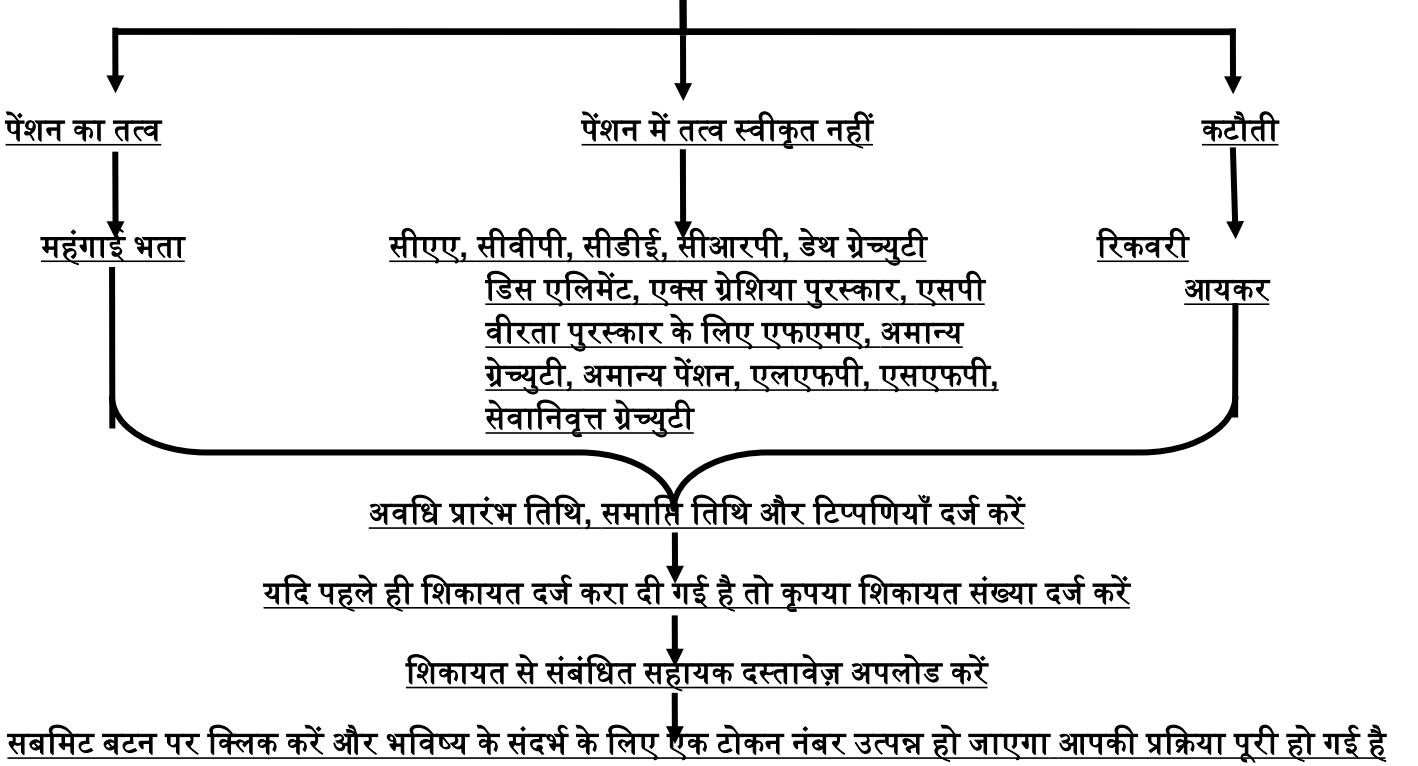 पेंशन का तत्व
पेंशन में तत्व स्वीकृत नहीं
कटौती
महंगाई भता
सीएए, सीवीपी, सीडीई, सीआरपी, डेथ ग्रेच्युटी
डिस एलिमेंट, एक्स ग्रेशिया पुरस्कार, एसपी
वीरता पुरस्कार के लिए एफएमए, अमान्य
ग्रेच्युटी, अमान्य पेंशन, एलएफपी, एसएफपी,
सेवानिवृत्त ग्रेच्युटी
रिकवरी
आयकर
अवधि प्रारंभ तिथि, समाप्ति तिथि और टिप्पणियाँ दर्ज करें
यदि पहले ही शिकायत दर्ज करा दी गई है तो कृपया शिकायत संख्या दर्ज करें
शिकायत से संबंधित सहायक दस्तावेज़ अपलोड करें
सबमिट बटन पर क्लिक करें और भविष्य के संदर्भ के लिए एक टोकन नंबर उत्पन्न हो जाएगा आपकी प्रक्रिया पूरी हो गई है